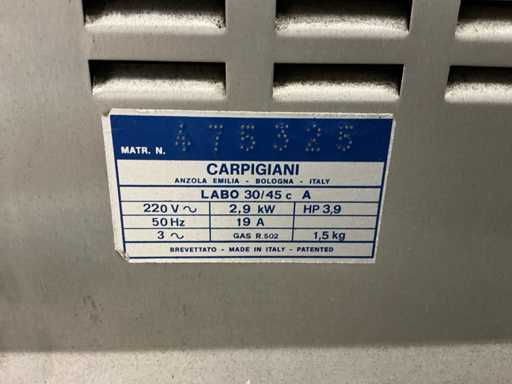 MATR. N. 475325
CARPIGIANI
ANZOLA EMILIA - BOLOGNA - ITALY
LABO 30/45 c A
220 V ~ 2,9 kW HP 3,9
50 Hz 19 A
3 ~ GAS R.502 1,5 kg
BREVETTATO - MADE IN ITALY - PATENTED